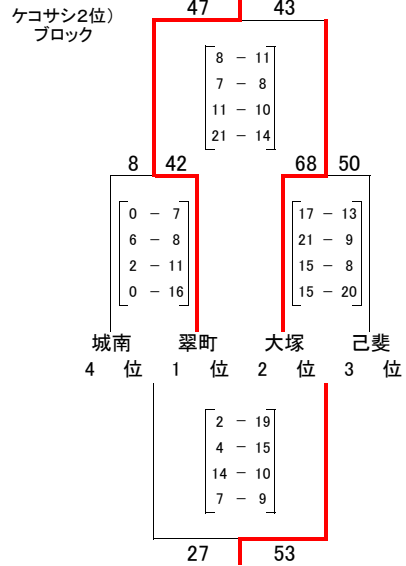 47 43
ケコサシ２位）
ブロック
8 － 11
7 － 8
11 － 10
21 － 14
8 42 68 50
0 － 7 17 － 13
6 － 8 21 － 9
2 － 11 15 － 8
0 － 16 15 － 20
城南 翠町 大塚 己斐
4 位 1 位 2 位 3 位
2 － 19
4 － 15
14 － 10
7 － 9
27 53